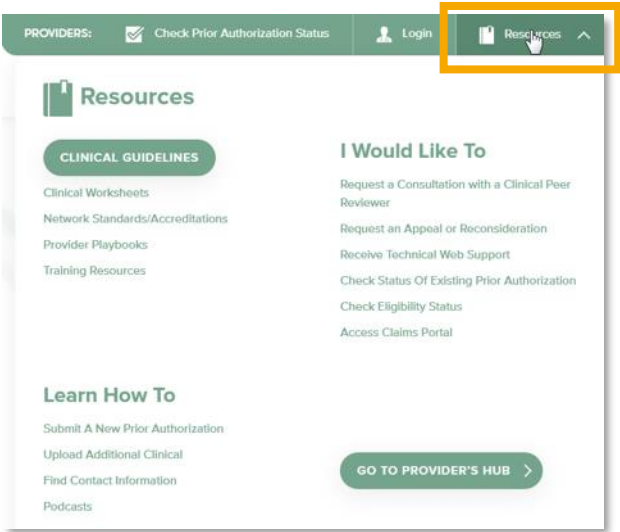 PROVIDERS:
Check Prior Authorization Status
Login
Resources
Resources
CLINICAL GUIDELINES
Clinical Worksheets
Network Standards/Accreditations
Provider Playbooks
Training Resources
I Would Like To
Request a Consultation with a Clinical Peer
Reviewer
Request an Appeal or Reconsideration
Receive Technical Web Support
Check Status Of Existing Prior Authorization
Check Eligibility Status
Access Claims Portal
Learn How To
Submit A New Prior Authorization
Upload Additional Clinical
Find Contact Information
Podcasts
GO TO PROVIDER'S HUB